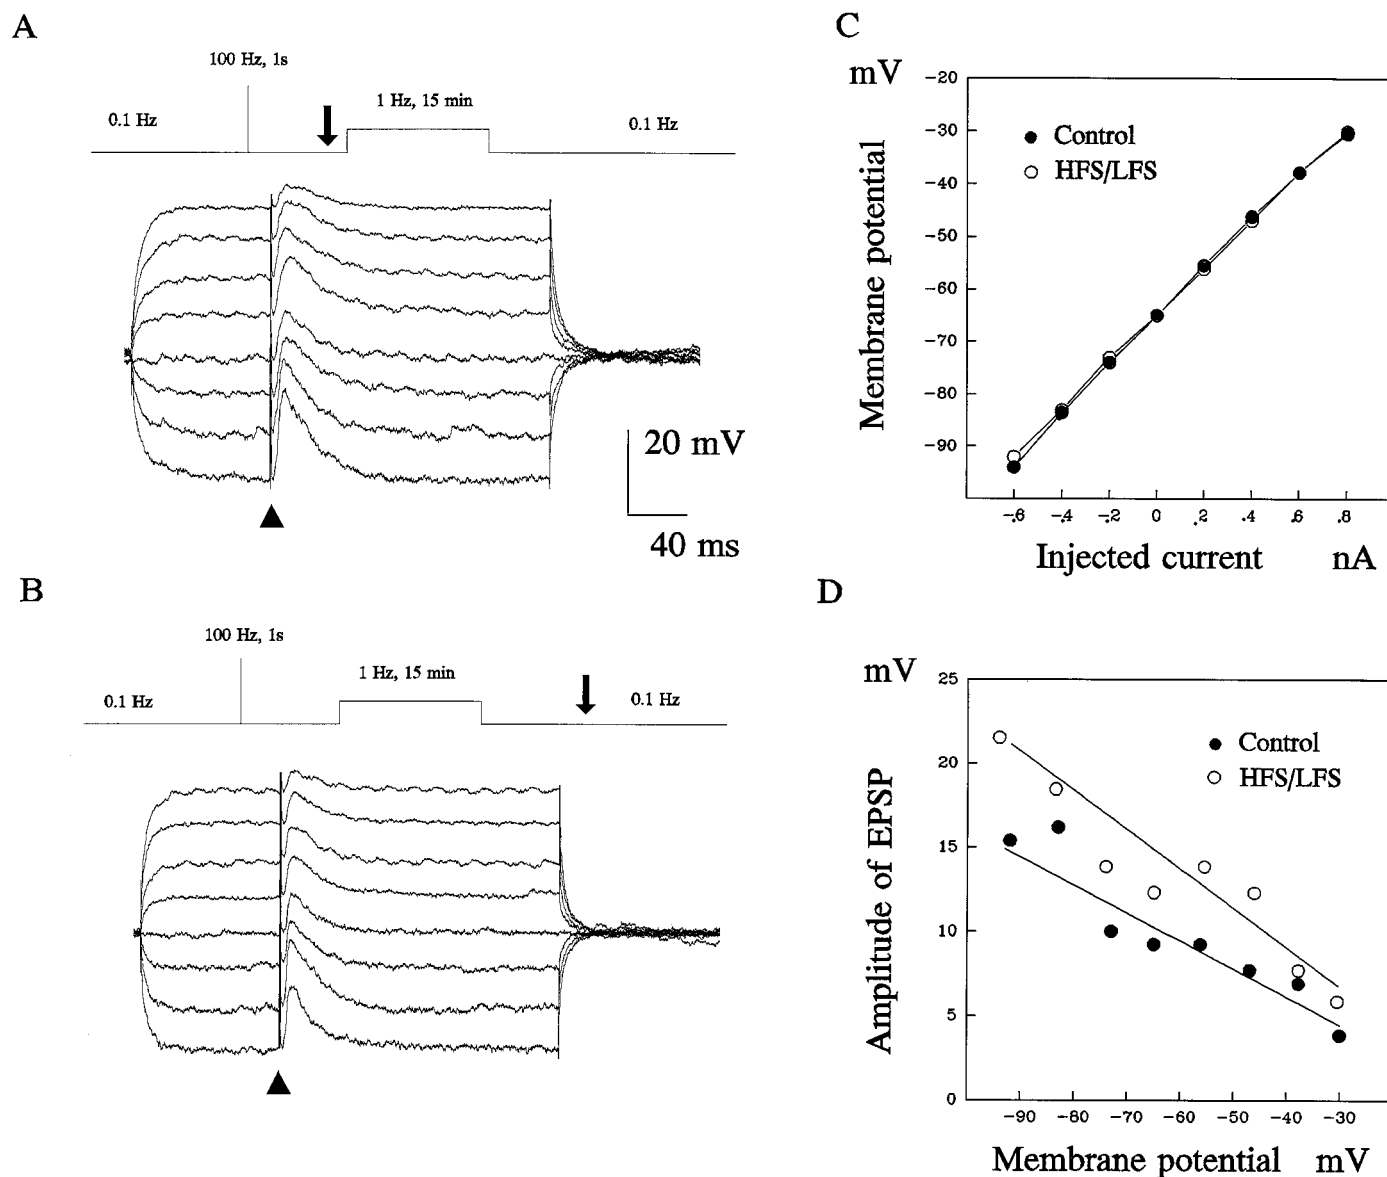 A
100 Hz, 1s
0.1 Hz
1 Hz, 15 min
0.1 Hz
20 mV
40 ms
B
100 Hz, 1s
0.1 Hz
1 Hz, 15 min
0.1 Hz
C
mV
Membrane potential
-20
-30
-40
-50
-60
-70
-80
-90
Control
HFS/LFS
-.6 -.4 -.2 0 .2 .4 .6 .8
Injected current nA
D
mV
Amplitude of EPSP
25
20
15
10
5
0
Control
HFS/LFS
-90 -80 -70 -60 -50 -40 -30
Membrane potential mV